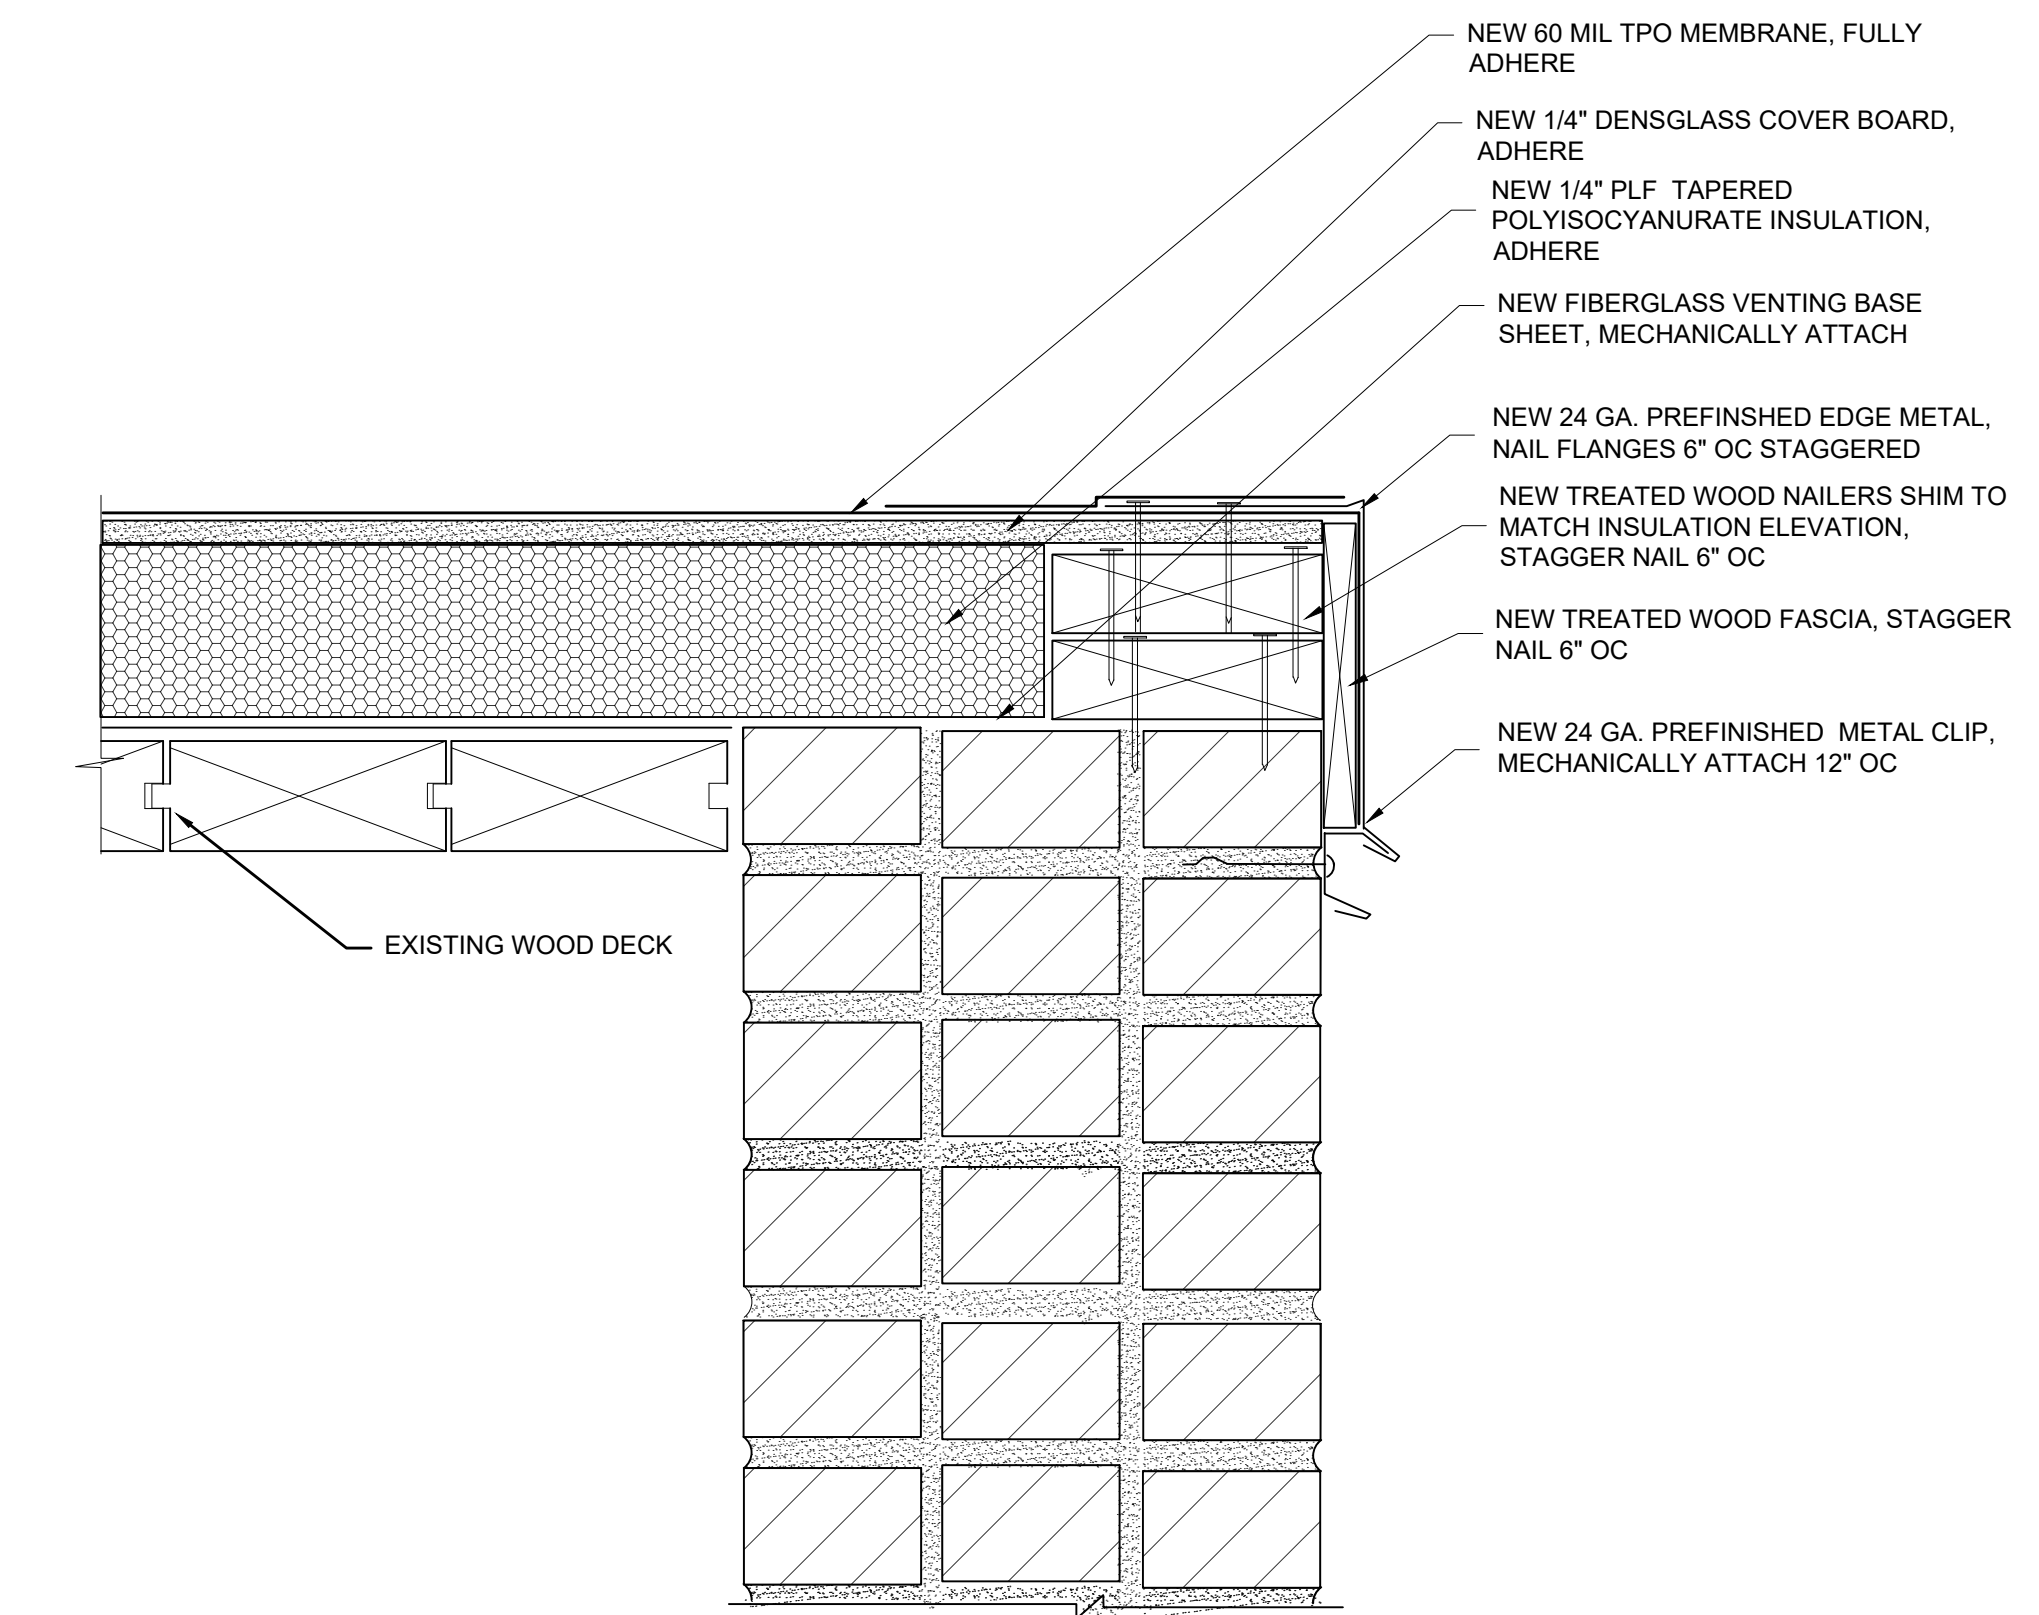 NEW 60 MIL TPO MEMBRANE, FULLY
ADHERE
NEW 1/4" DENSGLASS COVER BOARD,
ADHERE
NEW 1/4" PLF TAPERED
POLYISOCYANURATE INSULATION,
ADHERE
NEW FIBERGLASS VENTING BASE
SHEET, MECHANICALLY ATTACH
NEW 24 GA. PREFINSHED EDGE METAL,
NAIL FLANGES 6" OC STAGGERED
NEW TREATED WOOD NAILERS SHIM TO
MATCH INSULATION ELEVATION,
STAGGER NAIL 6" OC
NEW TREATED WOOD FASCIA, STAGGER
NAIL 6" OC
NEW 24 GA. PREFINISHED METAL CLIP,
MECHANICALLY ATTACH 12" OC
EXISTING WOOD DECK